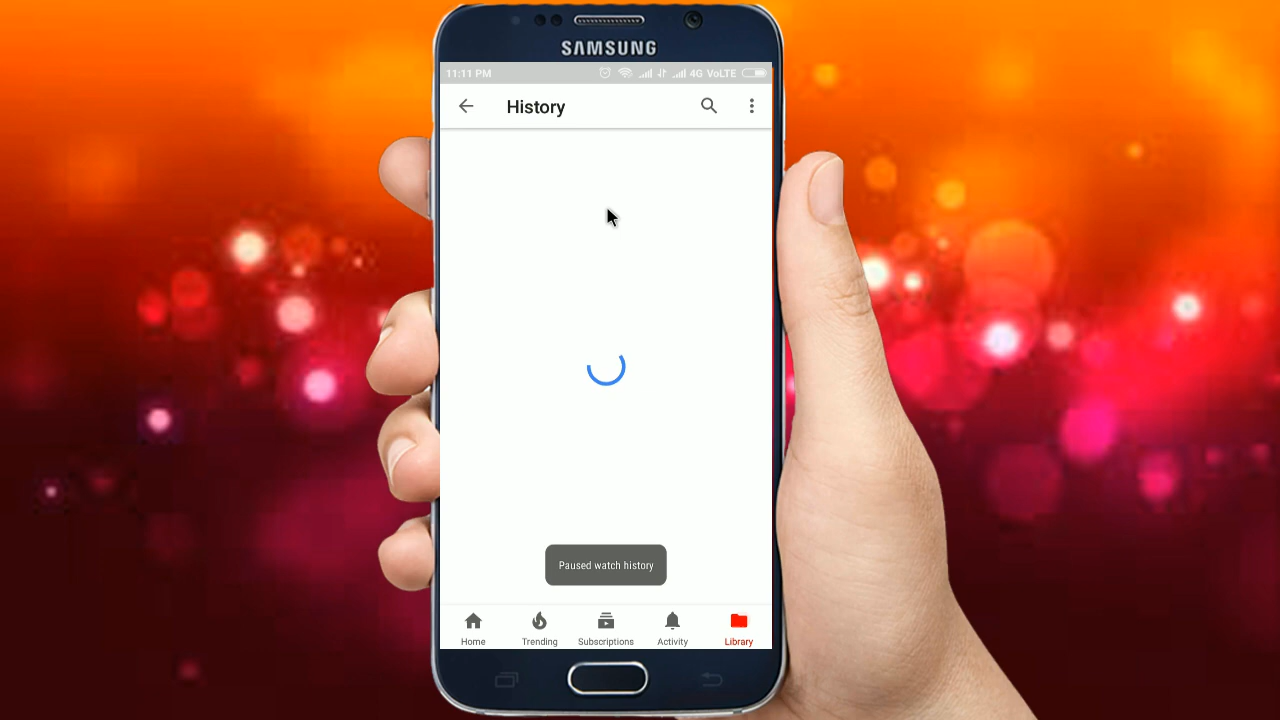 SAMSUNG
11:11 PM 4G VoLTE
History
Paused watch history
Home Trending Subscriptions Activity Library